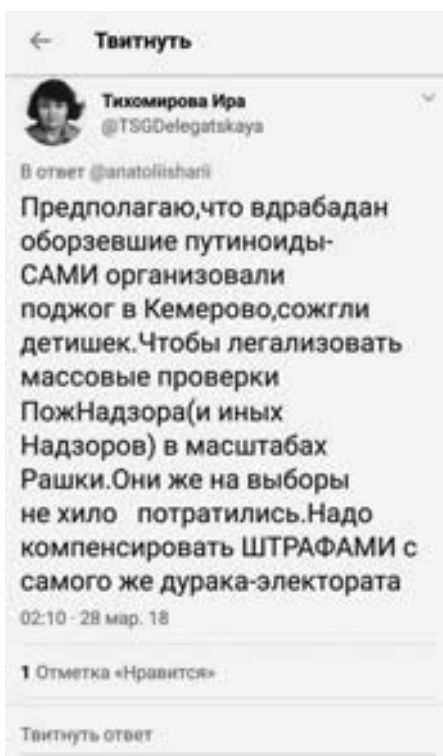 ← Твитнуть
Тихомирова Ира
@TSGDelegatskaya
В ответ @anatoliisharii
Предполагаю,что вдрабадан
оборзевшие путиноиды-
САМИ организовали
поджог в Кемерово,сожгли
детишек.Чтобы легализовать
массовые проверки
ПожНадзора(и иных
Надзоров) в масштабах
Рашки.Они же на выборы
не хило потратились.Надо
компенсировать ШТРАФАМИ с
самого же дурака-электората
02:10 · 28 мар. 18
1 Отметка «Нравится»
Твитнуть ответ